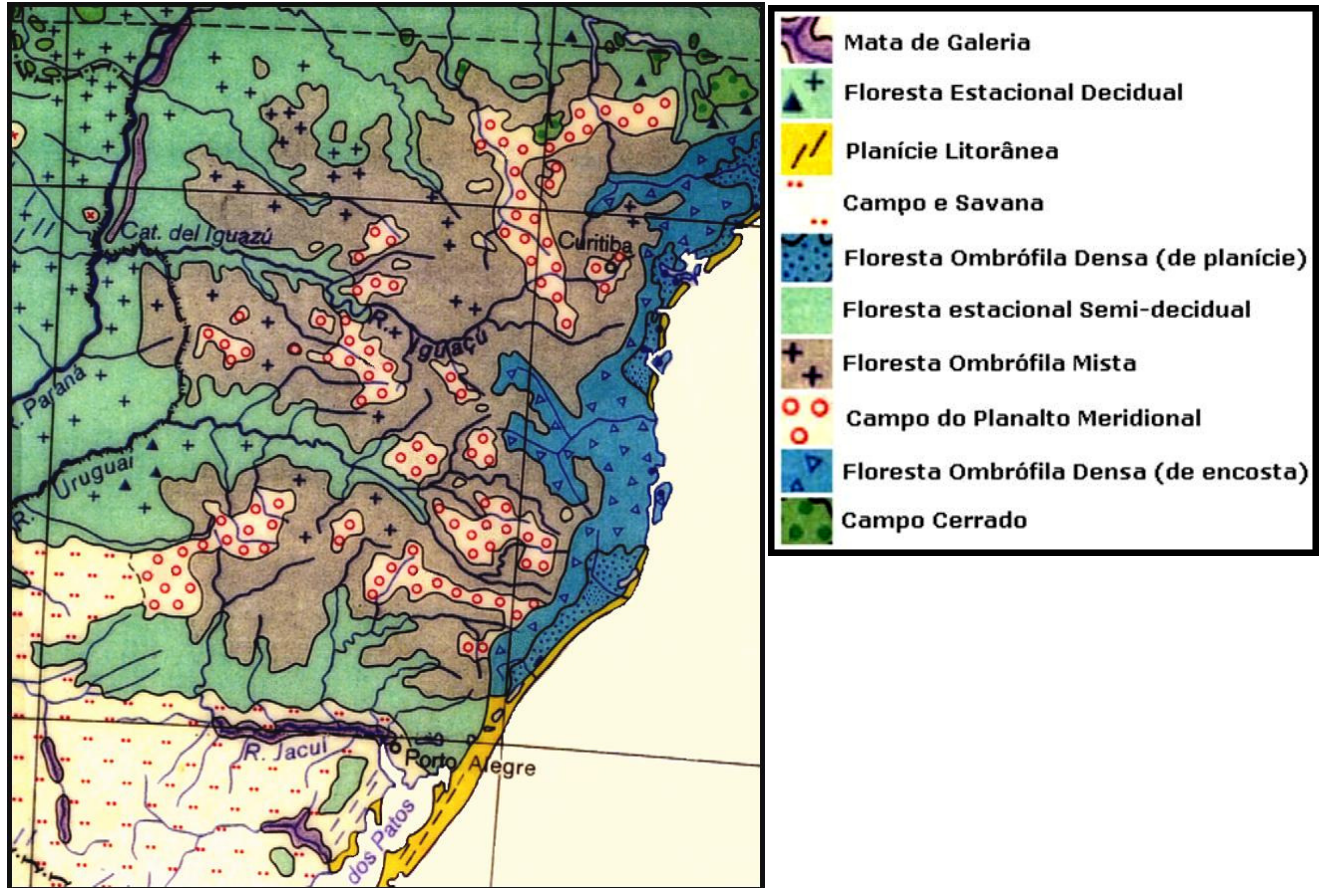 Cat. del Iguazú
Curitiba
R. Iguaçú
R. Paraná
R. Uruguai
R. Jacuí
Porto Alegre
dos Patos
Mata de Galeria
Floresta Estacional Decidual
Planície Litorânea
Campo e Savana
Floresta Ombrófila Densa (de planície)
Floresta estacional Semi-decidual
Floresta Ombrófila Mista
Campo do Planalto Meridional
Floresta Ombrófila Densa (de encosta)
Campo Cerrado